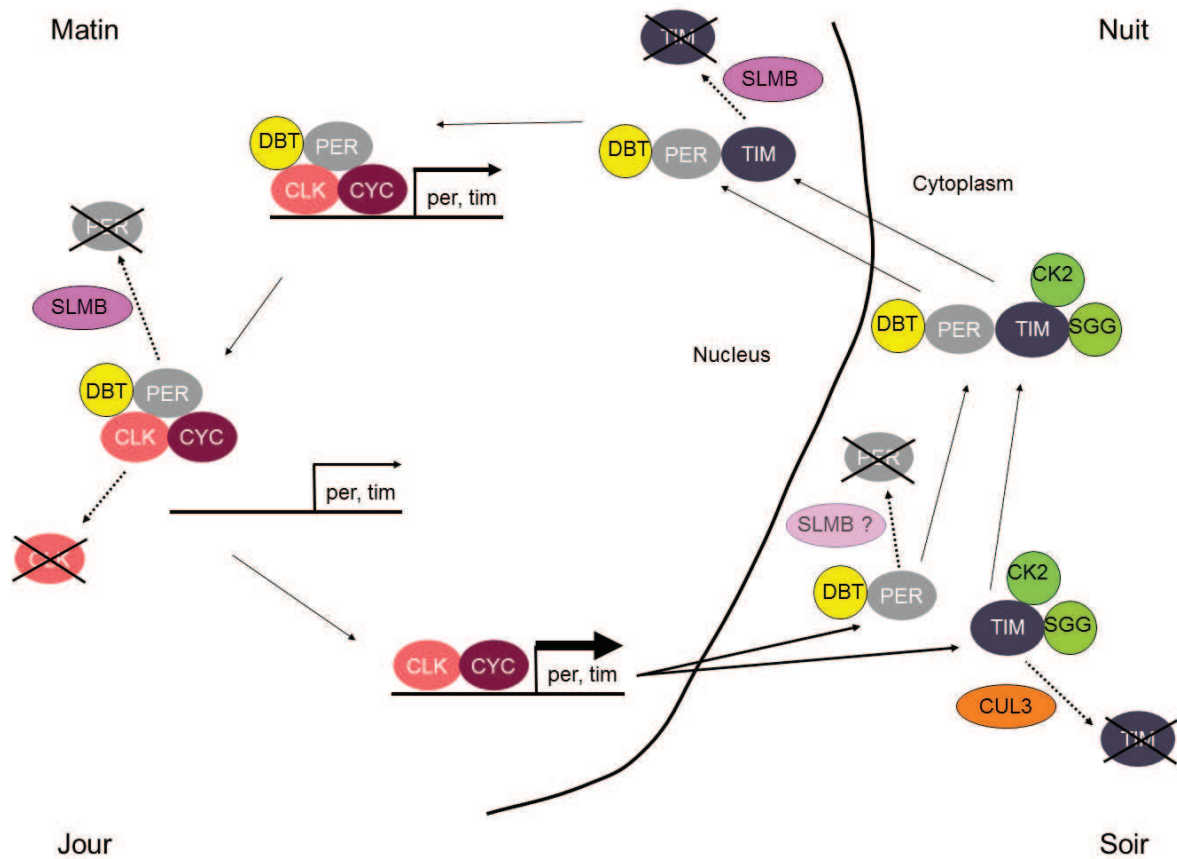 Matin
Nuit
TIM
SLMB
DBT
PER
TIM
DBT
PER
CLK
CYC
per, tim
Cytoplasm
PER
SLMB
CK2
DBT
PER
TIM
SGG
Nucleus
DBT
PER
CLK
CYC
per, tim
CLK
PER
SLMB ?
DBT
PER
CK2
TIM
SGG
CLK
CYC
per, tim
CUL3
TIM
Jour
Soir